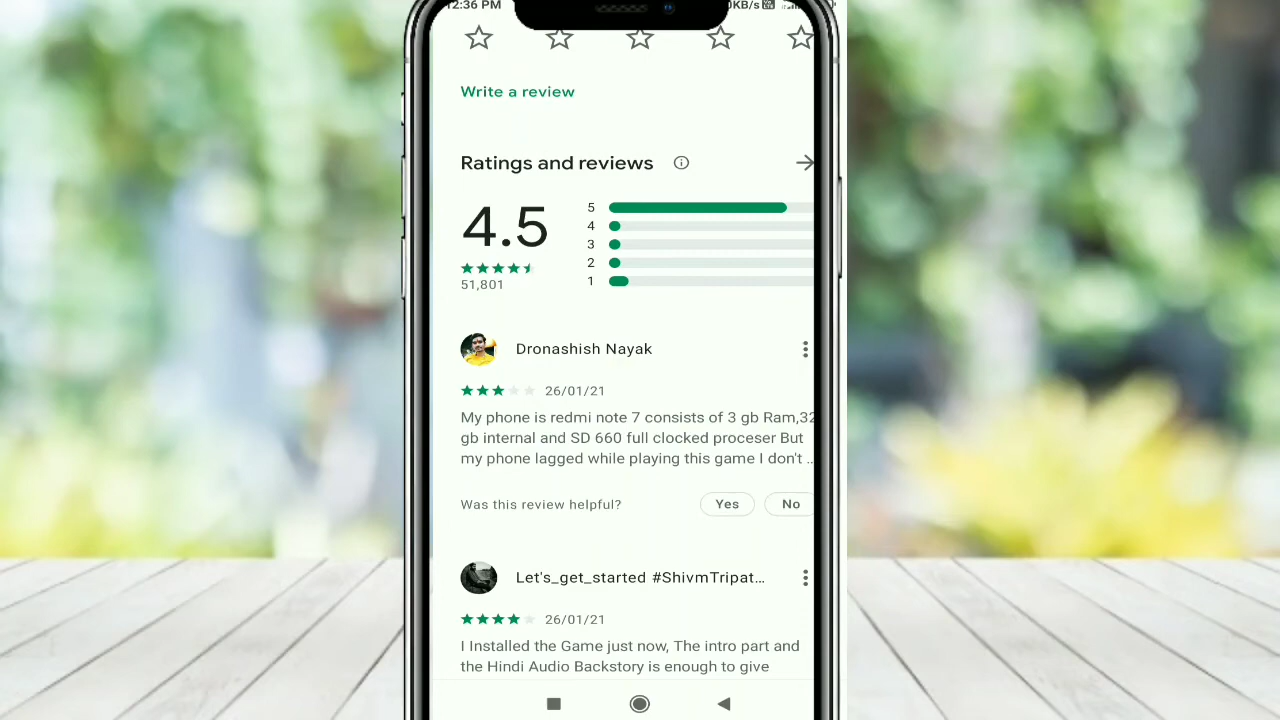 12:36 PM
KB/s
Write a review
Ratings and reviews
4.5
5
4
3
2
1
51,801
Dronashish Nayak
26/01/21
My phone is redmi note 7 consists of 3 gb Ram,32
gb internal and SD 660 full clocked proceser But
my phone lagged while playing this game I don't ..
Was this review helpful?
Yes
No
Let's_get_started #ShivmTripat…
26/01/21
I Installed the Game just now, The intro part and
the Hindi Audio Backstory is enough to give